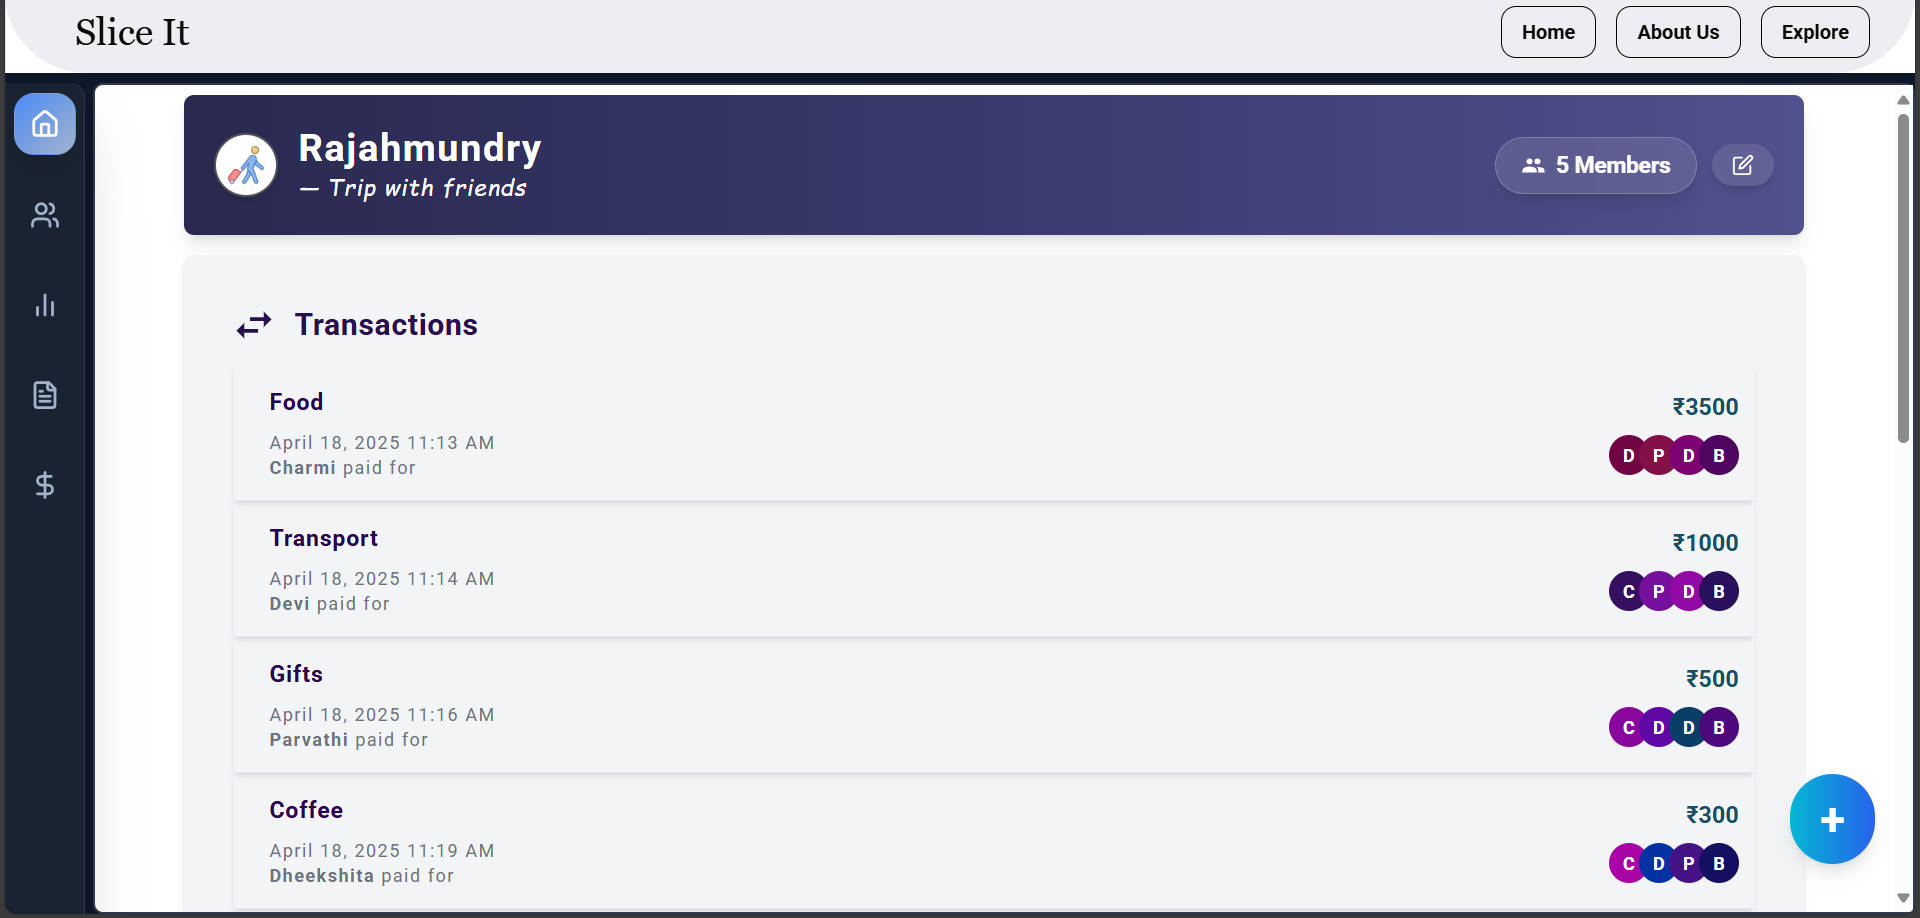 Slice It
Home
About Us
Explore
Rajahmundry
— Trip with friends
5 Members
Transactions
Food
₹3500
April 18, 2025 11:13 AM
Charmi paid for
D P D B
Transport
₹1000
April 18, 2025 11:14 AM
Devi paid for
C P D B
Gifts
₹500
April 18, 2025 11:16 AM
Parvathi paid for
C D D B
Coffee
₹300
April 18, 2025 11:19 AM
Dheekshita paid for
C D P B
+